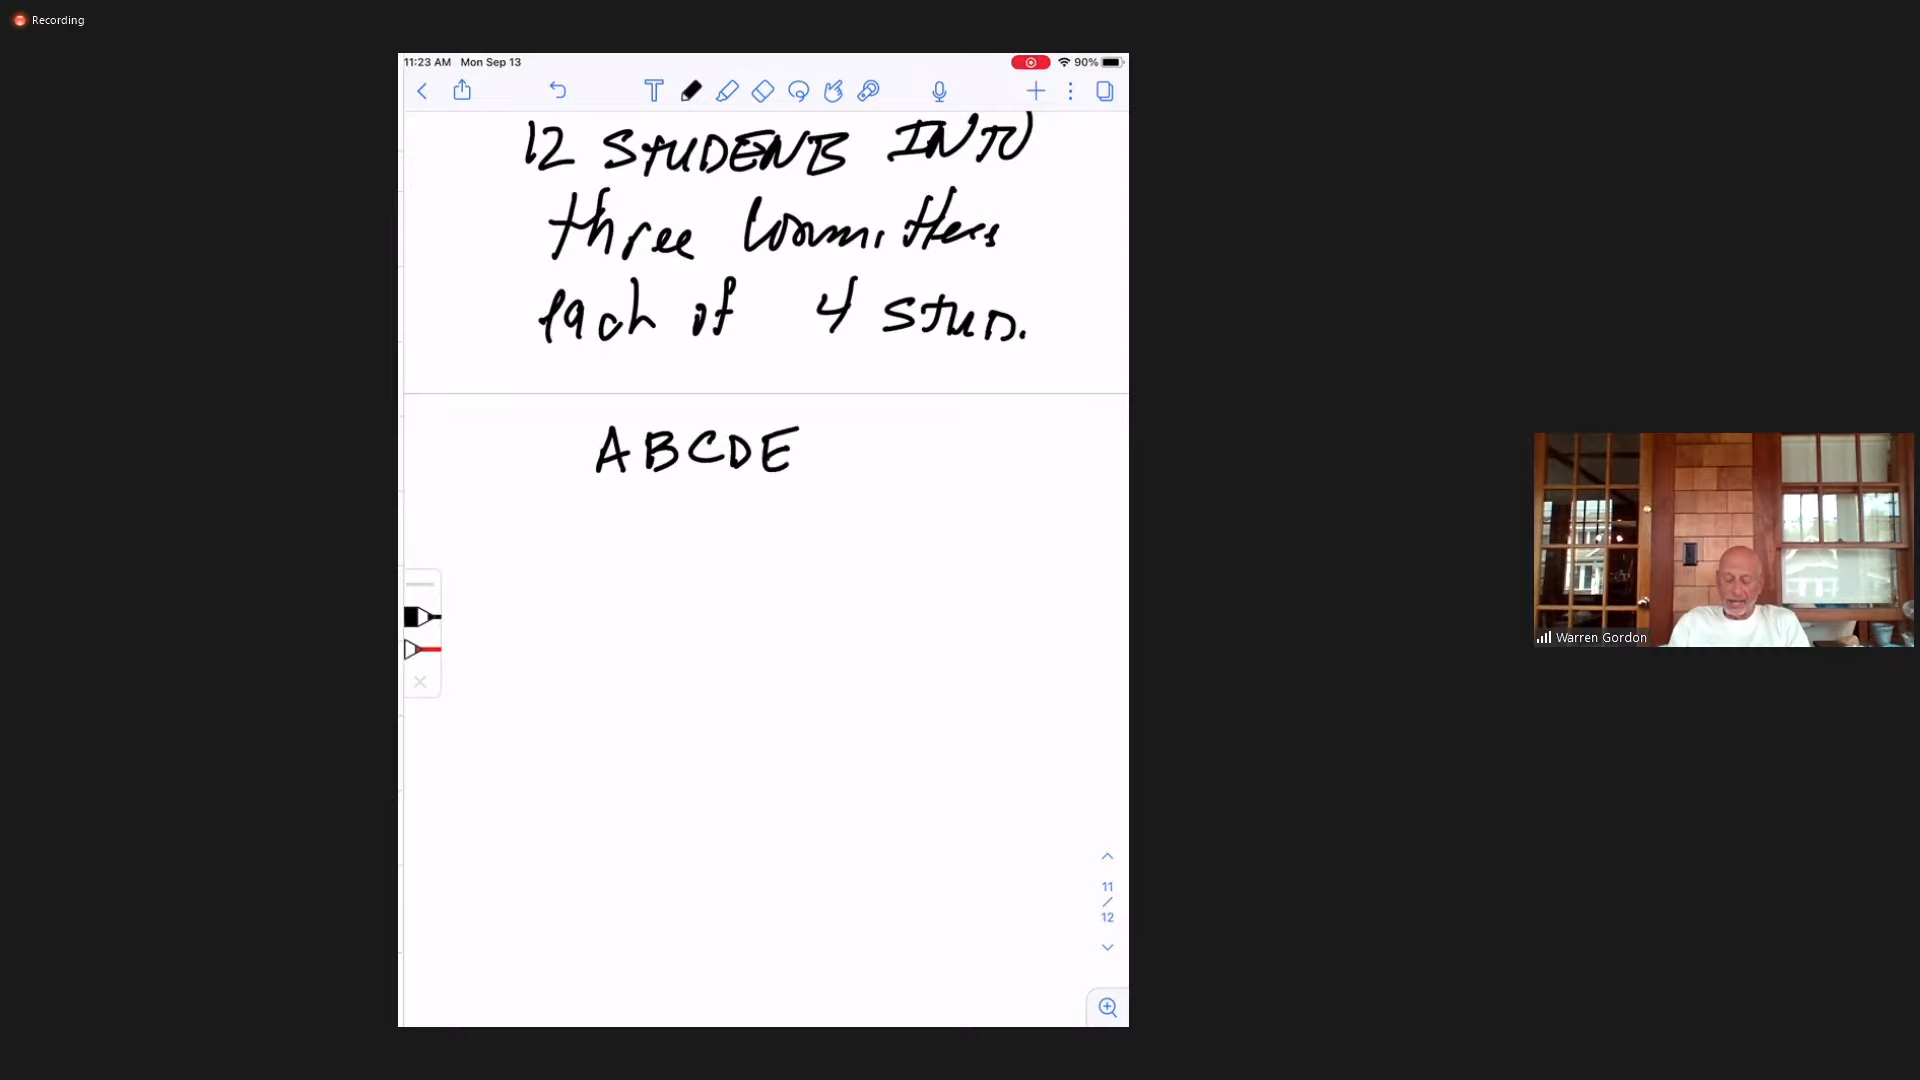 Recording
11:23 AM Mon Sep 13
90%
T
12 STUDENTS INTO
three Committees
each of 4 STUD.
A B C D E
11
/
12
Warren Gordon